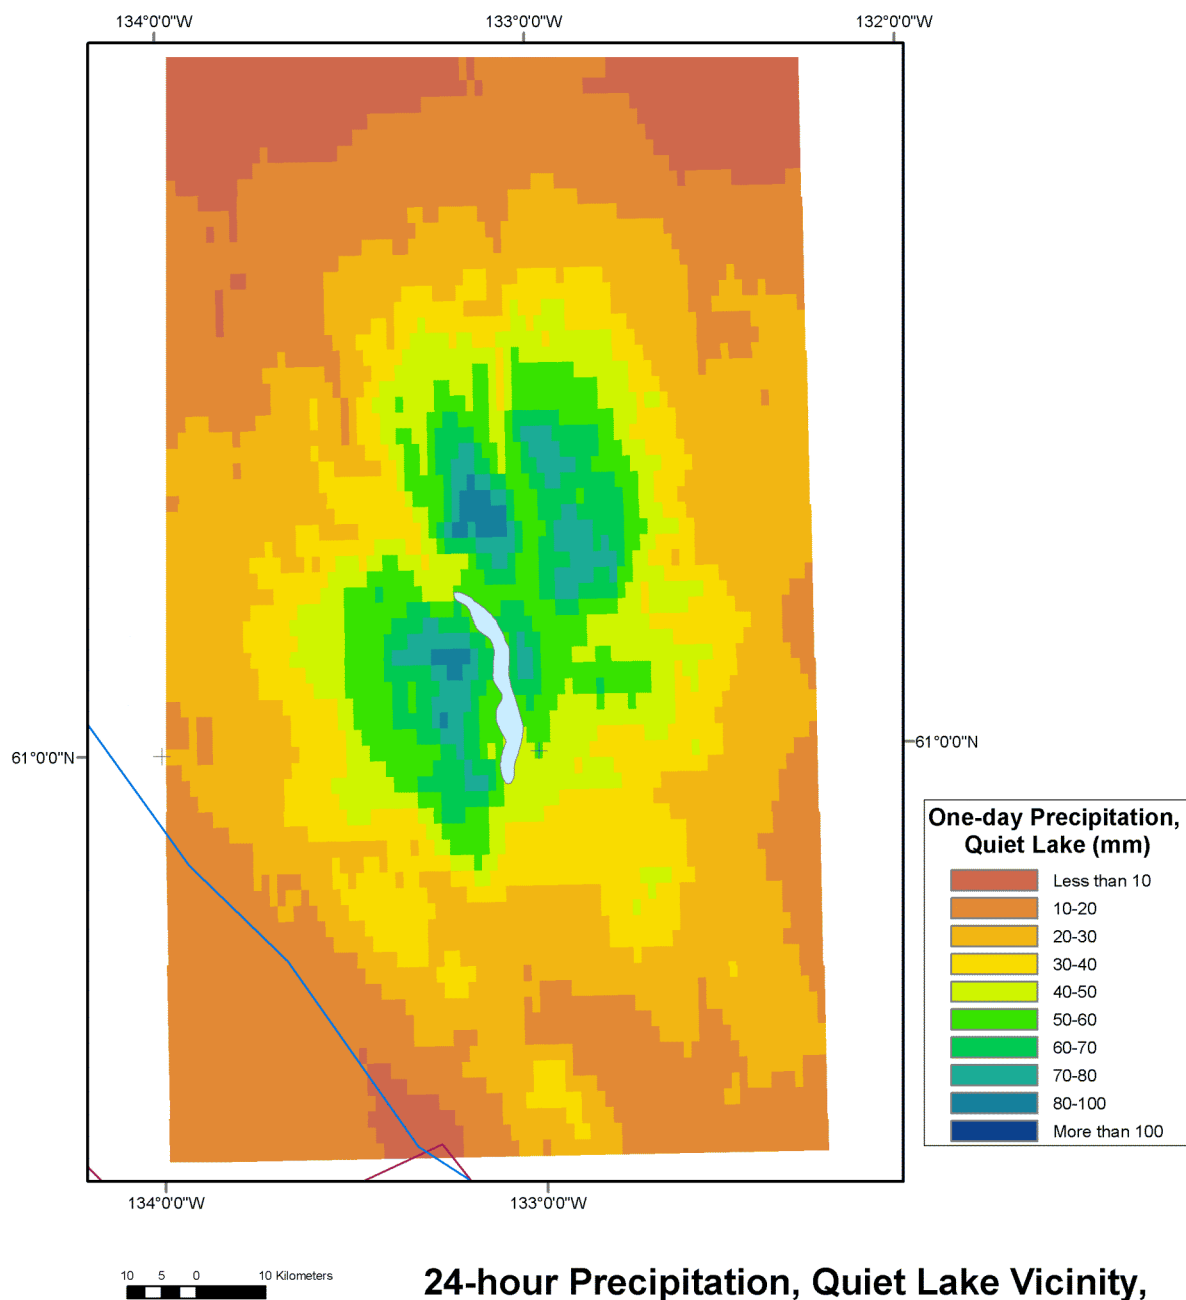 134°0'0"W 133°0'0"W 132°0'0"W
61°0'0"N 61°0'0"N
One-day Precipitation,
Quiet Lake (mm)
Less than 10
10-20
20-30
30-40
40-50
50-60
60-70
70-80
80-100
More than 100
134°0'0"W 133°0'0"W
10 5 0 10 Kilometers
24-hour Precipitation, Quiet Lake Vicinity,